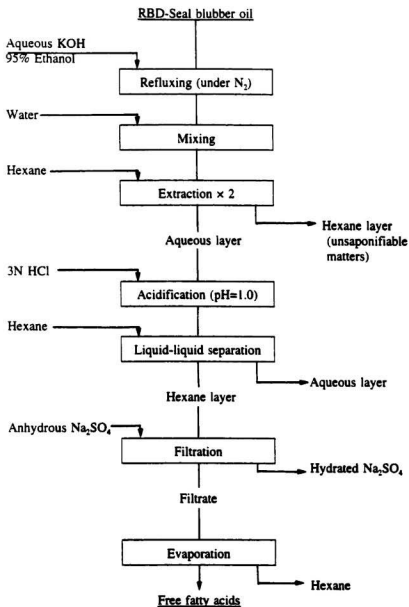 RBD-Seal blubber oil
Aqueous KOH
95% Ethanol
Refluxing (under N₂)
Water
Mixing
Hexane
Extraction × 2
Hexane layer
(unsaponifiable
matters)
Aqueous layer
3N HCl
Acidification (pH=1.0)
Hexane
Liquid-liquid separation
Aqueous layer
Hexane layer
Anhydrous Na₂SO₄
Filtration
Hydrated Na₂SO₄
Filtrate
Evaporation
Hexane
Free fatty acids